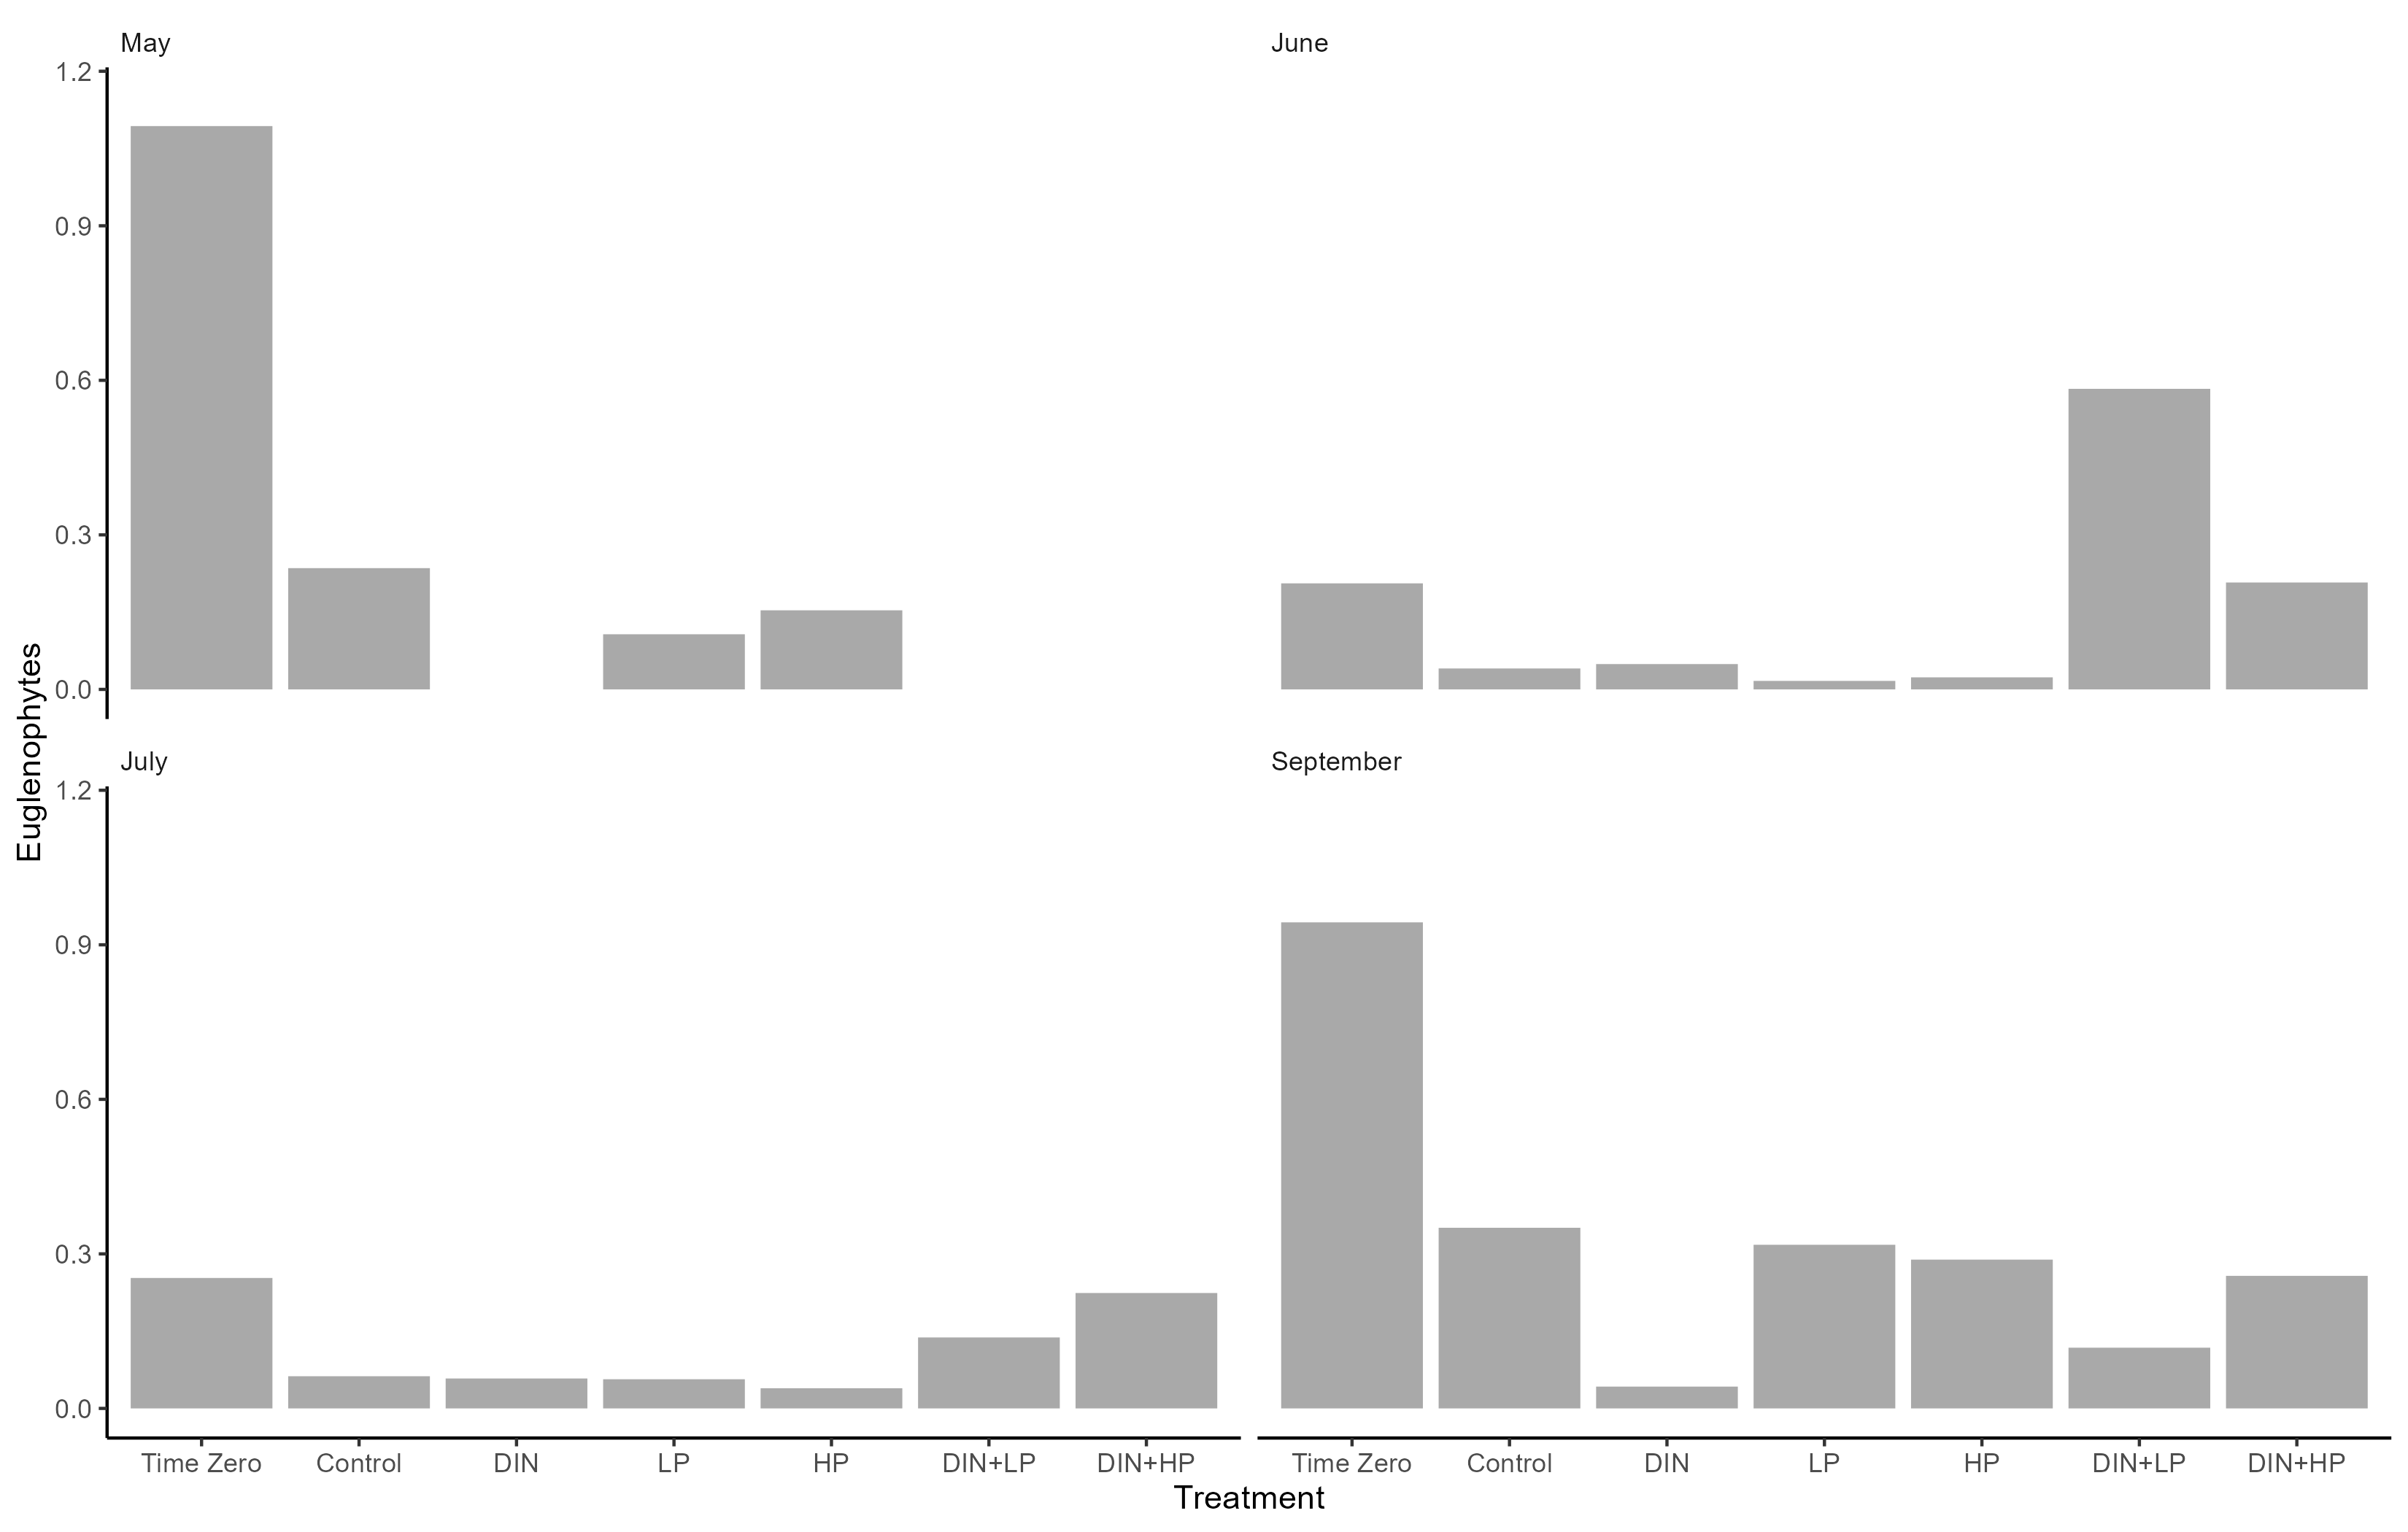 May
June
1.2
0.9
0.6
0.3
0.0
July
September
1.2
0.9
0.6
0.3
0.0
Euglenophytes
Time Zero Control DIN LP HP DIN+LP DIN+HP
Time Zero Control DIN LP HP DIN+LP DIN+HP
Treatment